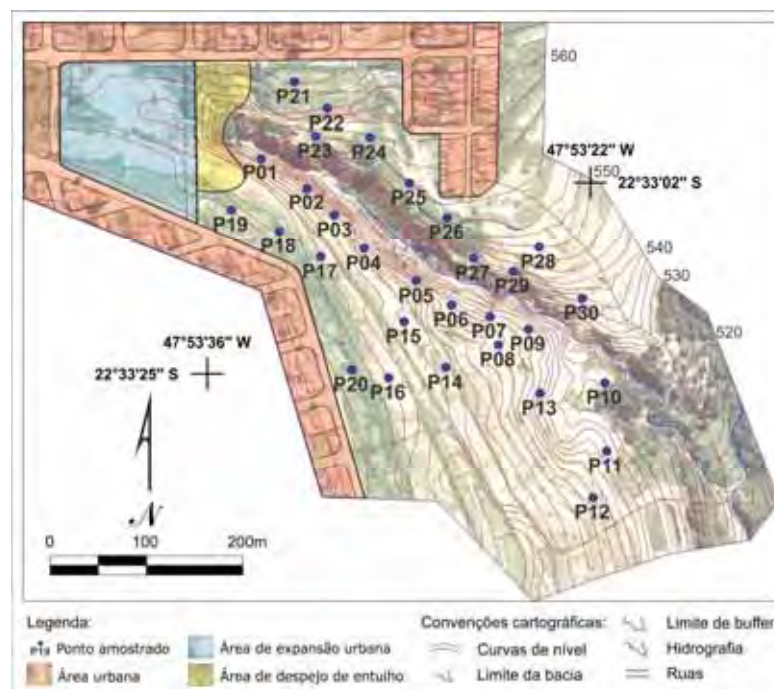 560
P21
P22
P23
P24
47°53'22" W
P01
550
22°33'02" S
P25
P02
P19
P03
P26
P18
P04
P28
540
P17
P27
P29
530
P05
P06
P30
P15
P07
P09
520
47°53'36" W
P08
22°33'25" S
P20
P16
P14
P10
P13
P11
N
P12
0 100 200m
Legenda:
Convenções cartográficas:
Limite de buffer
Ponto amostrado
Área de expansão urbana
Curvas de nível
Hidrografia
Área urbana
Área de despejo de entulho
Limite da bacia
Ruas